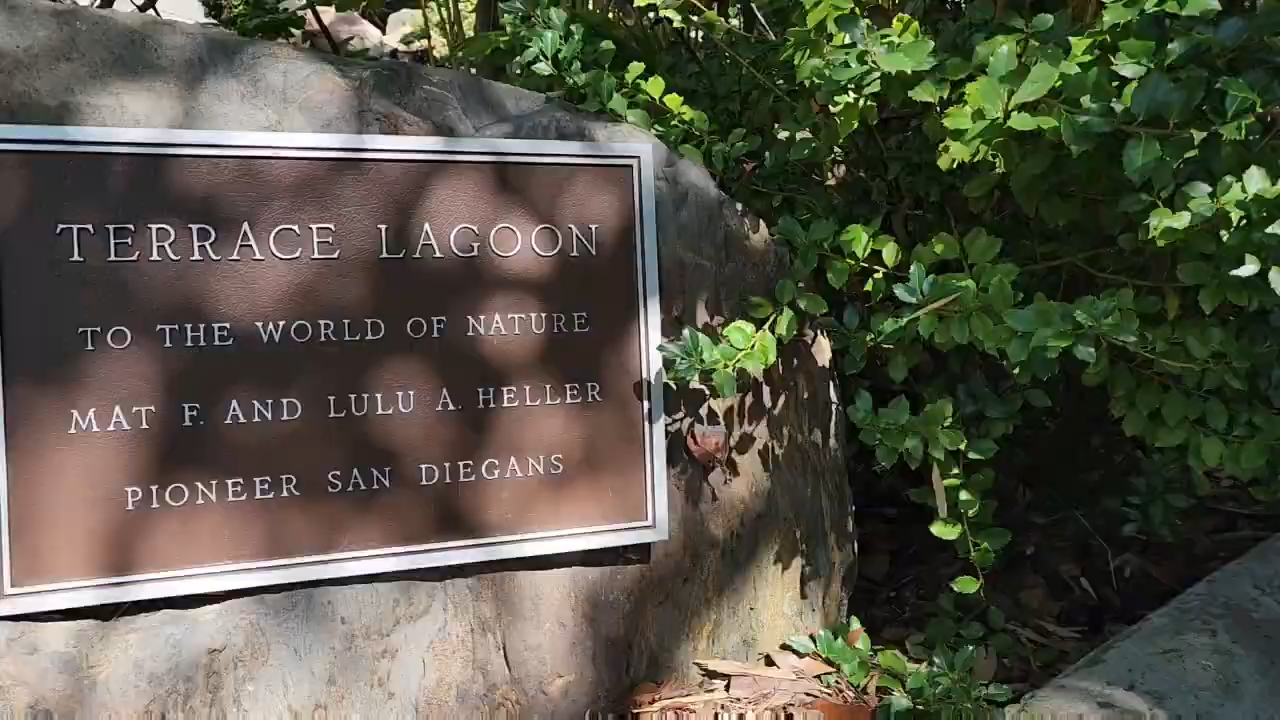 TERRACE LAGOON
TO THE WORLD OF NATURE
MAT F. AND LULU A. HELLER
PIONEER SAN DIEGANS